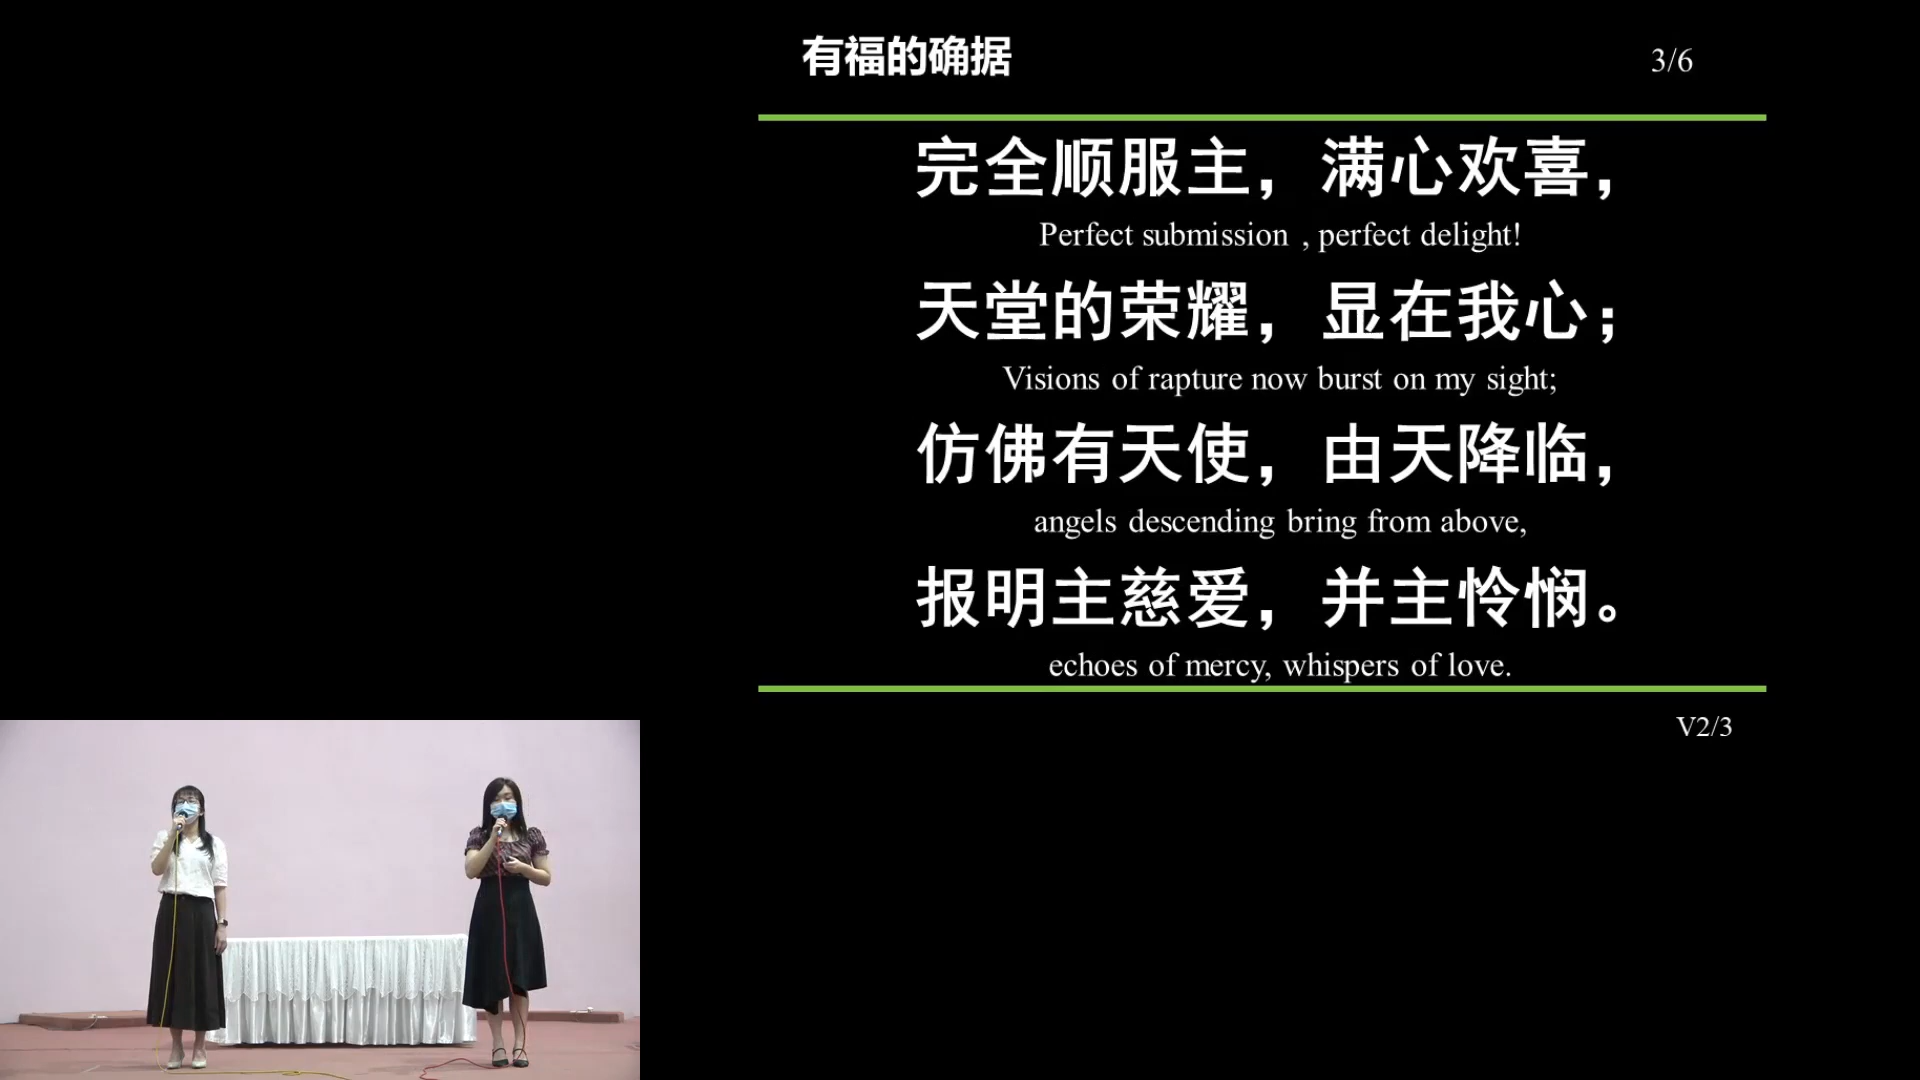 有福的确据
3/6
完全顺服主，满心欢喜，
Perfect submission , perfect delight!
天堂的荣耀，显在我心；
Visions of rapture now burst on my sight;
仿佛有天使，由天降临，
angels descending bring from above,
报明主慈爱，并主怜悯。
echoes of mercy, whispers of love.
V2/3